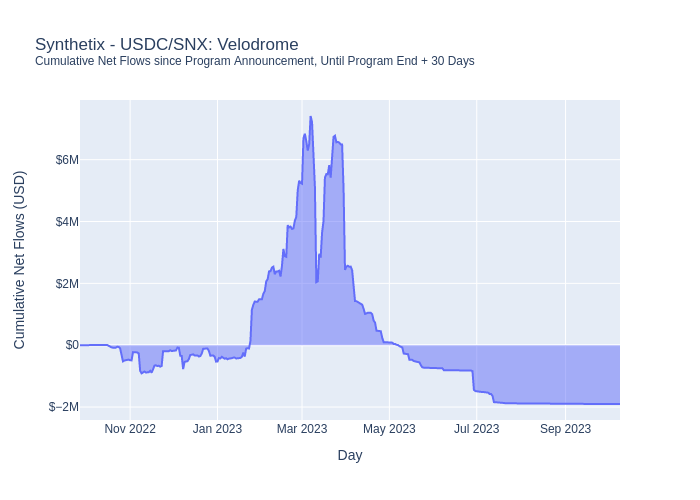 Synthetix - USDC/SNX: Velodrome
Cumulative Net Flows since Program Announcement, Until Program End + 30 Days
Cumulative Net Flows (USD)
$6M
$4M
$2M
$0
$−2M
Nov 2022 Jan 2023 Mar 2023 May 2023 Jul 2023 Sep 2023
Day